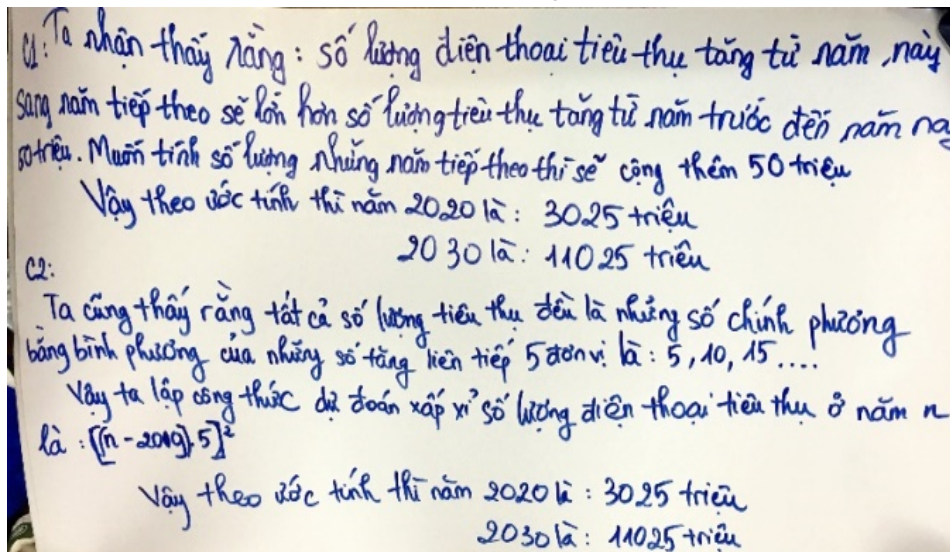 C1: Ta nhận thấy rằng: số lượng điện thoại tiêu thụ tăng từ năm này
sang năm tiếp theo sẽ lớn hơn số lượng tiêu thụ tăng từ năm trước đến năm
50 triệu. Muốn tính số lượng những năm tiếp theo thì sẽ cộng thêm 50 triệu
Vậy theo ước tính thì năm 2020 là: 3025 triệu
2030 là: 11025 triệu
C2:
Ta cũng thấy rằng tất cả số lượng tiêu thụ đều là những số chính phương
bằng bình phương của những số tăng liên tiếp 5 đơn vị là: 5, 10, 15....
Vậy ta lập công thức dự đoán xấp xỉ số lượng điện thoại tiêu thụ ở năm n
là: [(n - ).5]²
Vậy theo ước tính thì năm 2020 là: 3025 triệu
2030 là: 11025 triệu